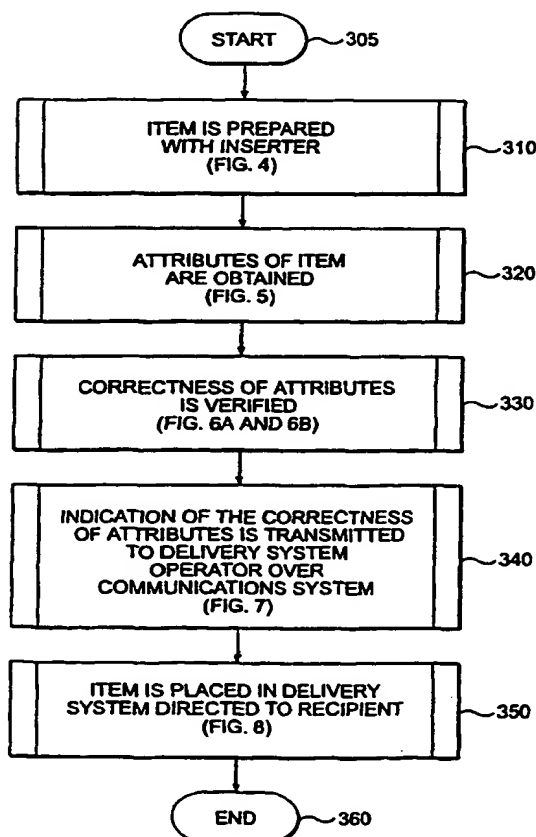 START
305
ITEM IS PREPARED
WITH INSERTER
(FIG. 4)
310
ATTRIBUTES OF ITEM
ARE OBTAINED
(FIG. 5)
320
CORRECTNESS OF ATTRIBUTES
IS VERIFIED
(FIG. 6A AND 6B)
330
INDICATION OF THE CORRECTNESS
OF ATTRIBUTES IS TRANSMITTED
TO DELIVERY SYSTEM
OPERATOR OVER
COMMUNICATIONS SYSTEM
(FIG. 7)
340
ITEM IS PLACED IN DELIVERY
SYSTEM DIRECTED TO RECIPIENT
(FIG. 8)
350
END
360